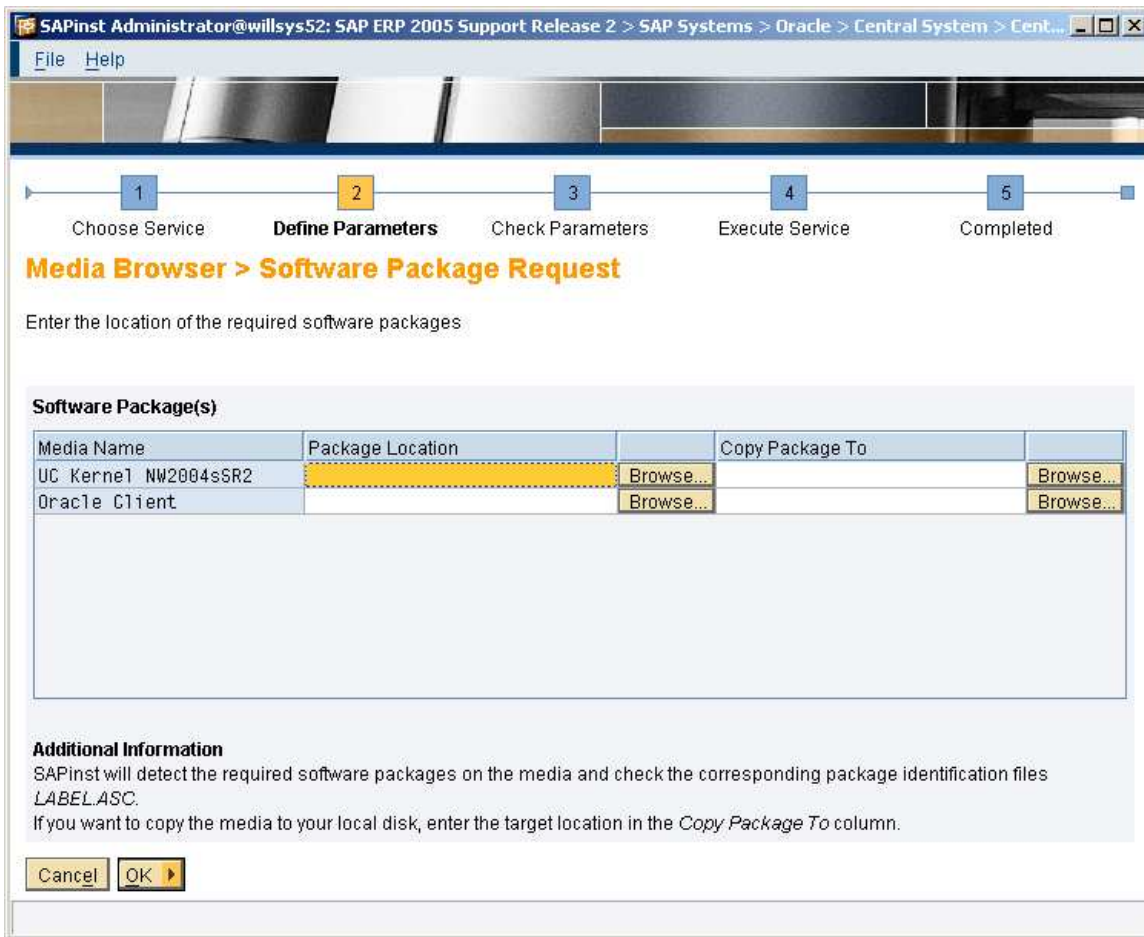 SAPinst Administrator@willsys52: SAP ERP 2005 Support Release 2 > SAP Systems > Oracle > Central System > Cent...
File Help
1 2 3 4 5
Choose Service Define Parameters Check Parameters Execute Service Completed
Media Browser > Software Package Request
Enter the location of the required software packages
Software Package(s)
Media Name Package Location Copy Package To
UC Kernel NW2004sSR2 Browse... Browse...
Oracle Client Browse... Browse...
Additional Information
SAPinst will detect the required software packages on the media and check the corresponding package identification files
LABEL.ASC.
If you want to copy the media to your local disk, enter the target location in the Copy Package To column.
Cancel OK